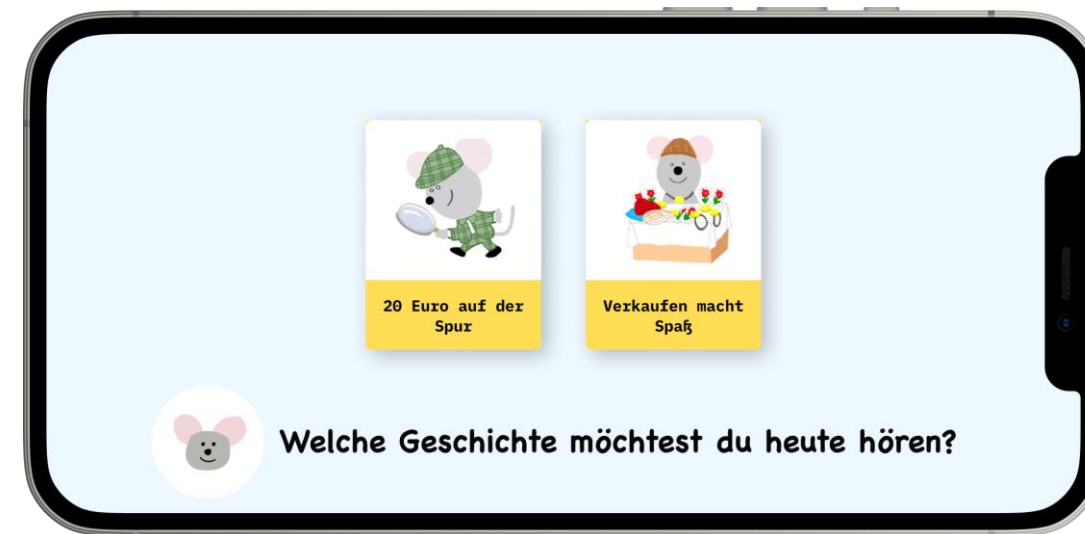 20 Euro auf der
Spur
Verkaufen macht
Spaß
Welche Geschichte möchtest du heute hören?